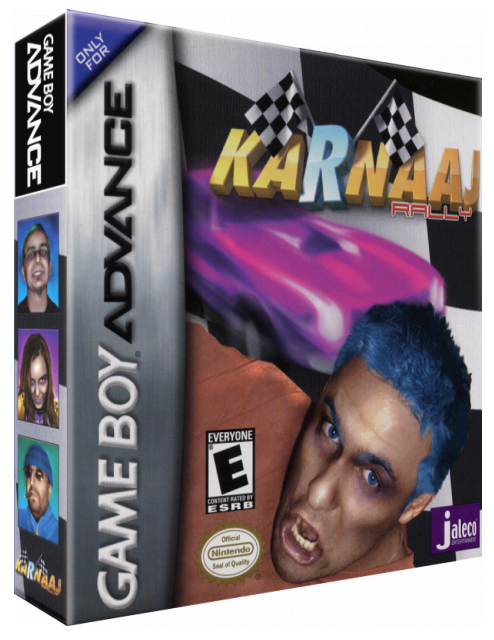 GAME BOY
ADVANCE
KARNAAJ
ONLY
FOR
GAME BOY ADVANCE
KARNAAJ
RALLY
EVERYONE
E
CONTENT RATED BY
ESRB
Official
Nintendo
Seal of Quality
jaleco
ENTERTAINMENT